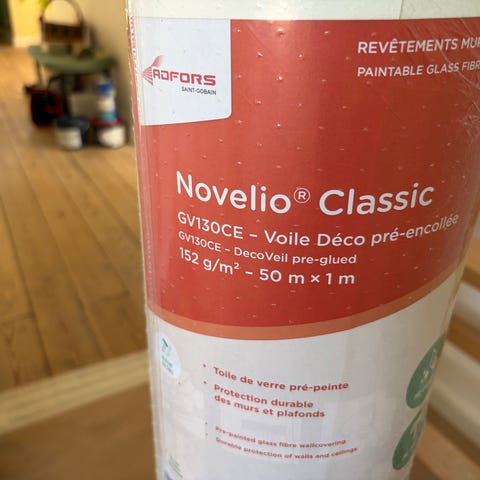 ADFORS
SAINT-GOBAIN
REVÊTEMENTS
PAINTABLE GLASS
Novelio® Classic
GV130CE – Voile Déco pré-encollée
GV130CE – DecoVeil pre-glued
152 g/m² – 50 m x 1 m
• Toile de verre pré-peinte
• Protection durable
des murs et plafonds
• Pre-painted glass fibre wallcovering
• Durable protection of walls and ceilings